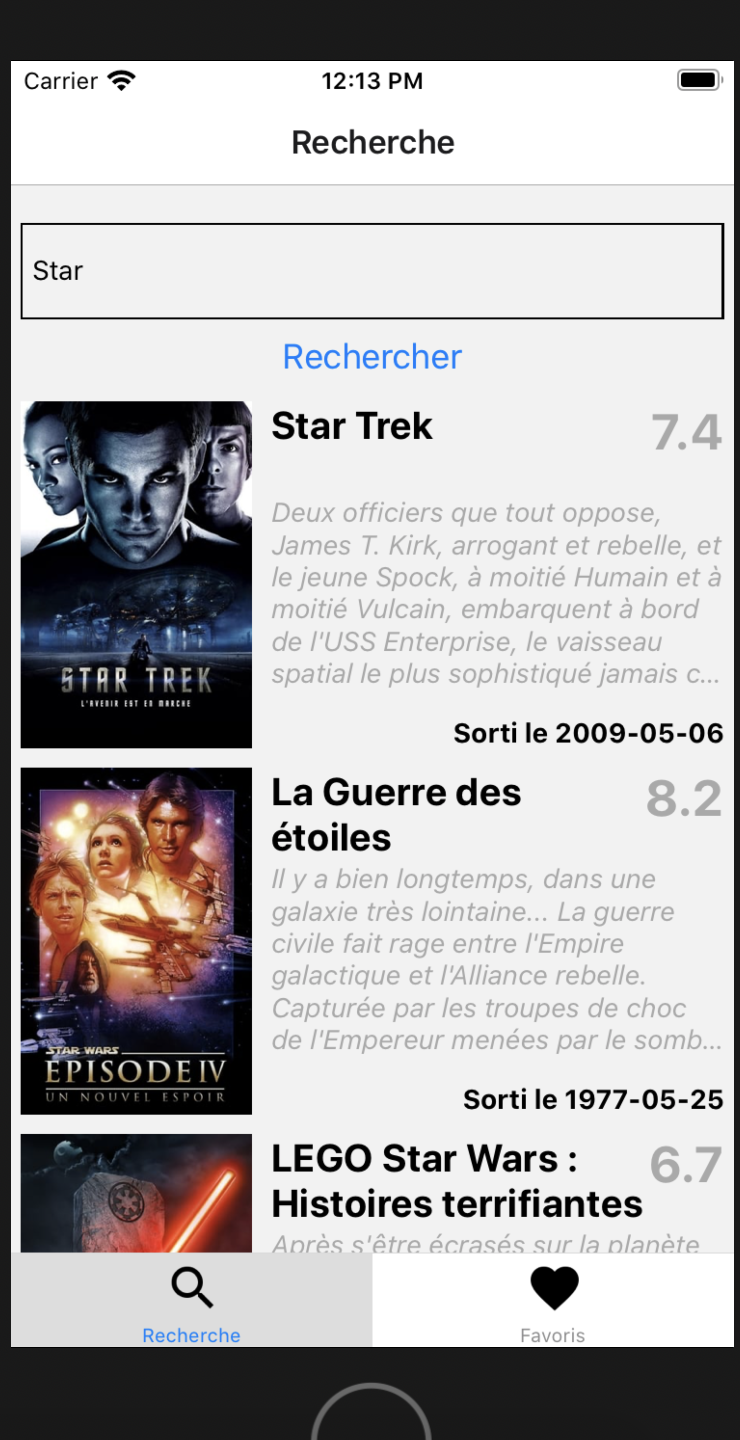 Carrier 12:13 PM
Recherche
Star
Rechercher
STAR TREK
L'AVENIR EST EN MARCHE
Star Trek 7.4
Deux officiers que tout oppose,
James T. Kirk, arrogant et rebelle, et
le jeune Spock, à moitié Humain et à
moitié Vulcain, embarquent à bord
de l'USS Enterprise, le vaisseau
spatial le plus sophistiqué jamais c...
Sorti le 2009-05-06
STAR WARS
EPISODE IV
UN NOUVEL ESPOIR
La Guerre des 8.2
étoiles
Il y a bien longtemps, dans une
galaxie très lointaine... La guerre
civile fait rage entre l'Empire
galactique et l'Alliance rebelle.
Capturée par les troupes de choc
de l'Empereur menées par le somb...
Sorti le 1977-05-25
LEGO Star Wars : 6.7
Histoires terrifiantes
Après s'être écrasés sur la planète
Recherche Favoris